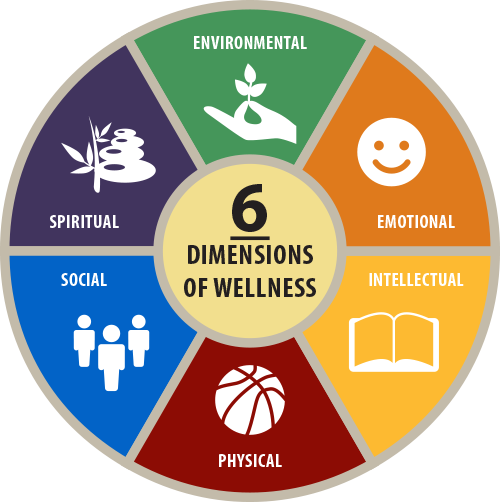 ENVIRONMENTAL
EMOTIONAL
INTELLECTUAL
PHYSICAL
SOCIAL
SPIRITUAL
6
DIMENSIONS
OF WELLNESS